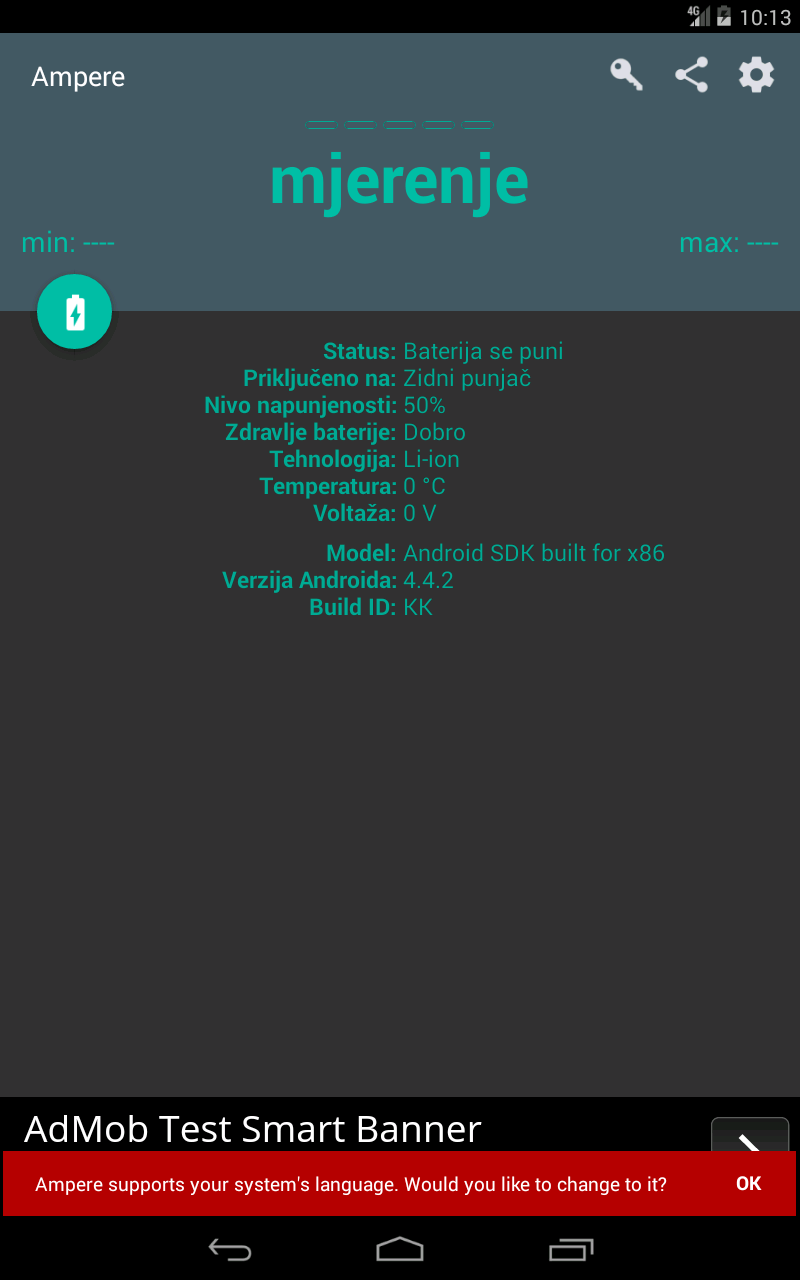 4G 10:13
Ampere
mjerenje
min: ---- max: ----
Status: Baterija se puni
Priključeno na: Zidni punjač
Nivo napunjenosti: 50%
Zdravlje baterije: Dobro
Tehnologija: Li-ion
Temperatura: 0 °C
Voltaža: 0 V
Model: Android SDK built for x86
Verzija Androida: 4.4.2
Build ID: KK
AdMob Test Smart Banner
Ampere supports your system's language. Would you like to change to it? OK